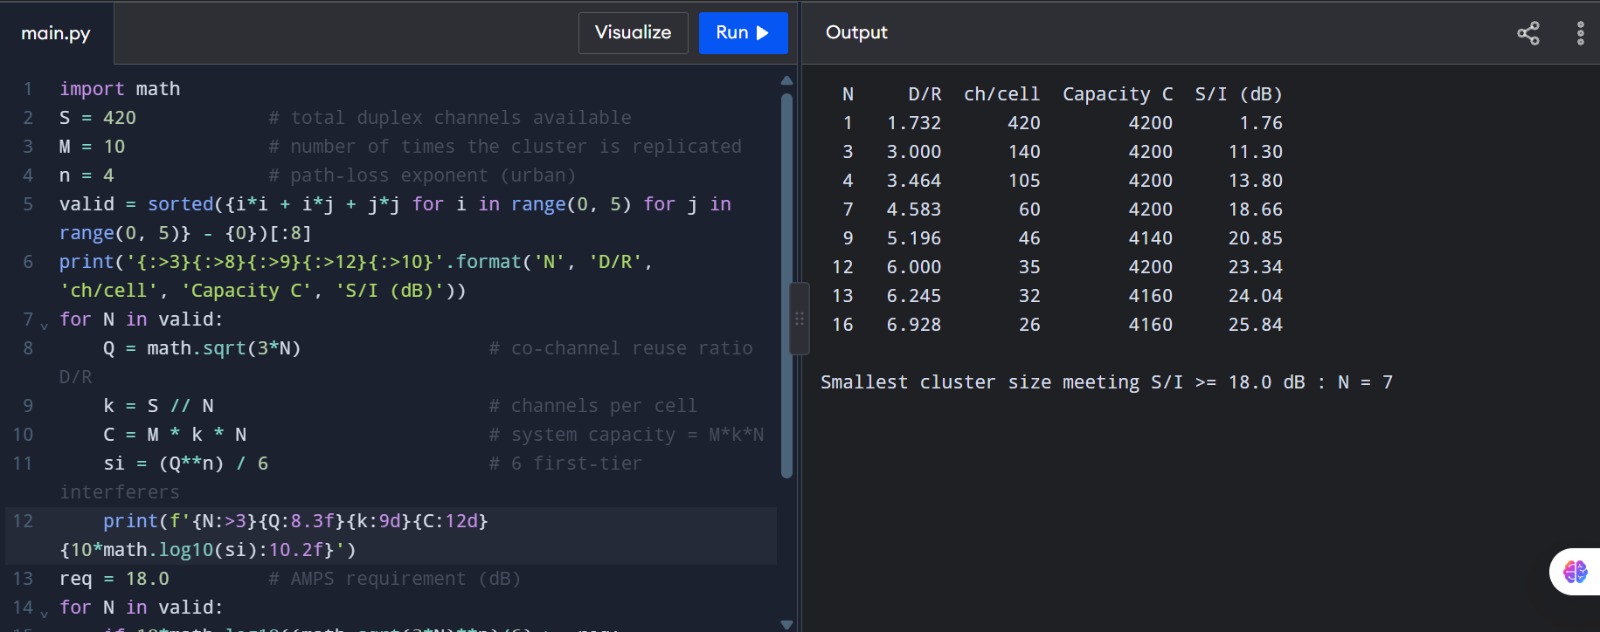 main.py
Visualize
Run
Output
1 import math
2 S = 420 # total duplex channels available
3 M = 10 # number of times the cluster is replicated
4 n = 4 # path-loss exponent (urban)
5 valid = sorted({i*i + i*j + j*j for i in range(0, 5) for j in
range(0, 5)} - {0})[:8]
6 print('{:>3}{:>8}{:>9}{:>12}{:>10}'.format('N', 'D/R',
'ch/cell', 'Capacity C', 'S/I (dB)'))
7 for N in valid:
8 Q = math.sqrt(3*N) # co-channel reuse ratio
D/R
9 k = S // N # channels per cell
10 C = M * k * N # system capacity = M*k*N
11 si = (Q**n) / 6 # 6 first-tier
interferers
12 print(f'{N:>3}{Q:8.3f}{k:9d}{C:12d}
{10*math.log10(si):10.2f}')
13 req = 18.0 # AMPS requirement (dB)
14 for N in valid:
N D/R ch/cell Capacity C S/I (dB)
1 1.732 420 4200 1.76
3 3.000 140 4200 11.30
4 3.464 105 4200 13.80
7 4.583 60 4200 18.66
9 5.196 46 4140 20.85
12 6.000 35 4200 23.34
13 6.245 32 4160 24.04
16 6.928 26 4160 25.84
Smallest cluster size meeting S/I >= 18.0 dB : N = 7